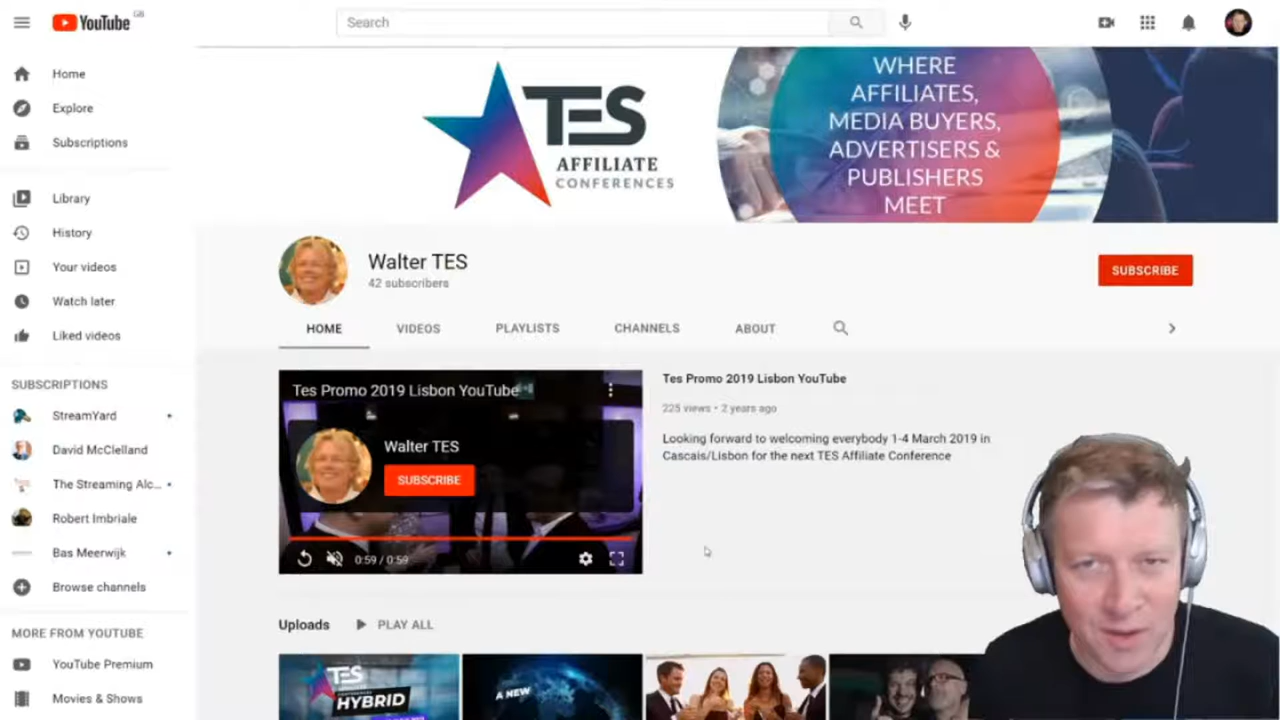 YouTube GB
Search
Home
Explore
Subscriptions
Library
History
Your videos
Watch later
Liked videos
SUBSCRIPTIONS
StreamYard
David McClelland
The Streaming Alc...
Robert Imbriale
Bas Meerwijk
Browse channels
MORE FROM YOUTUBE
YouTube Premium
Movies & Shows
TES
AFFILIATE
CONFERENCES
WHERE
AFFILIATES,
MEDIA BUYERS,
ADVERTISERS &
PUBLISHERS
MEET
Walter TES
42 subscribers
SUBSCRIBE
HOME
VIDEOS
PLAYLISTS
CHANNELS
ABOUT
Tes Promo 2019 Lisbon YouTube
Walter TES
SUBSCRIBE
0:59 / 0:59
Tes Promo 2019 Lisbon YouTube
225 views • 2 years ago
Looking forward to welcoming everybody 1-4 March 2019 in
Cascais/Lisbon for the next TES Affiliate Conference
Uploads
PLAY ALL
TES
HYBRID
A NEW